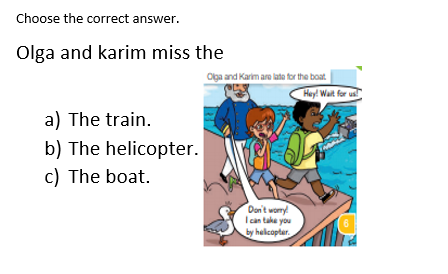 Choose the correct answer.
Olga and karim miss the
Olga and Karim are late for the boat.
Hey! Wait for us!
a) The train.
b) The helicopter.
c) The boat.
Don't worry!
I can take you
by helicopter.
6